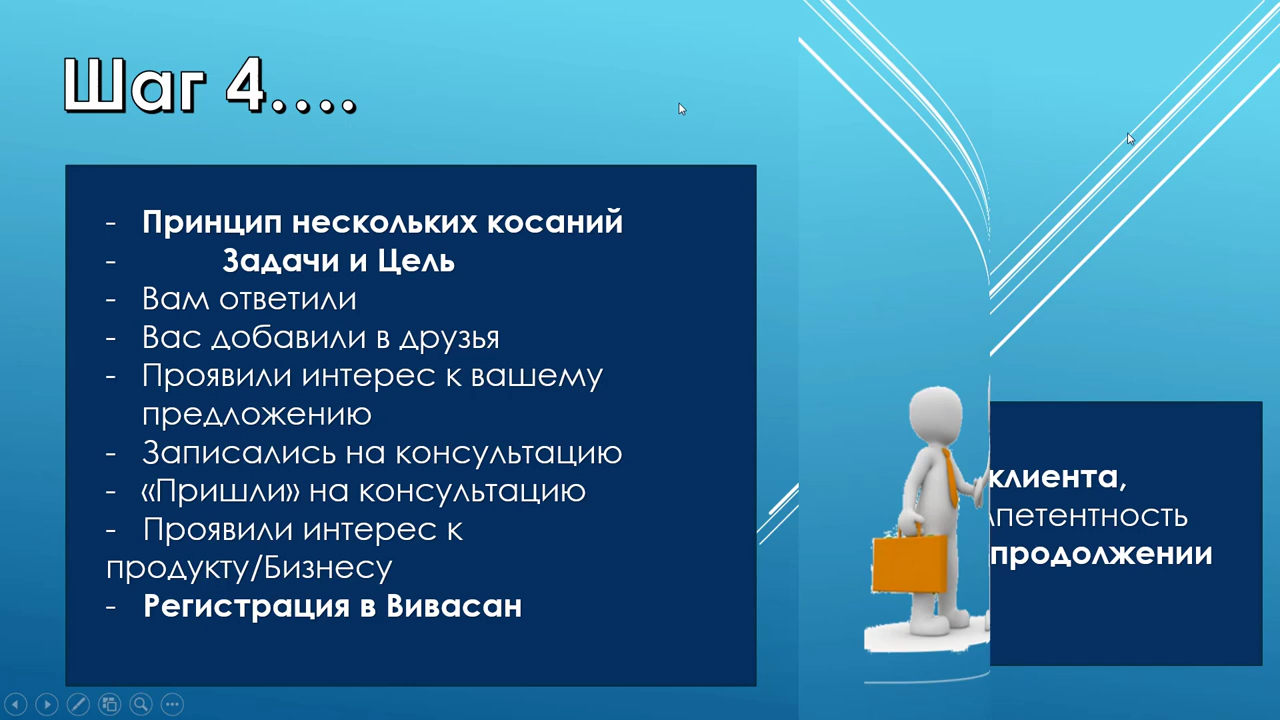 Шаг 4....
- Принцип нескольких косаний
- Задачи и Цель
- Вам ответили
- Вас добавили в друзья
- Проявили интерес к вашему
предложению
- Записались на консультацию
- «Пришли» на консультацию
- Проявили интерес к
продукту/Бизнесу
- Регистрация в Вивасан
клиента,
продолжении